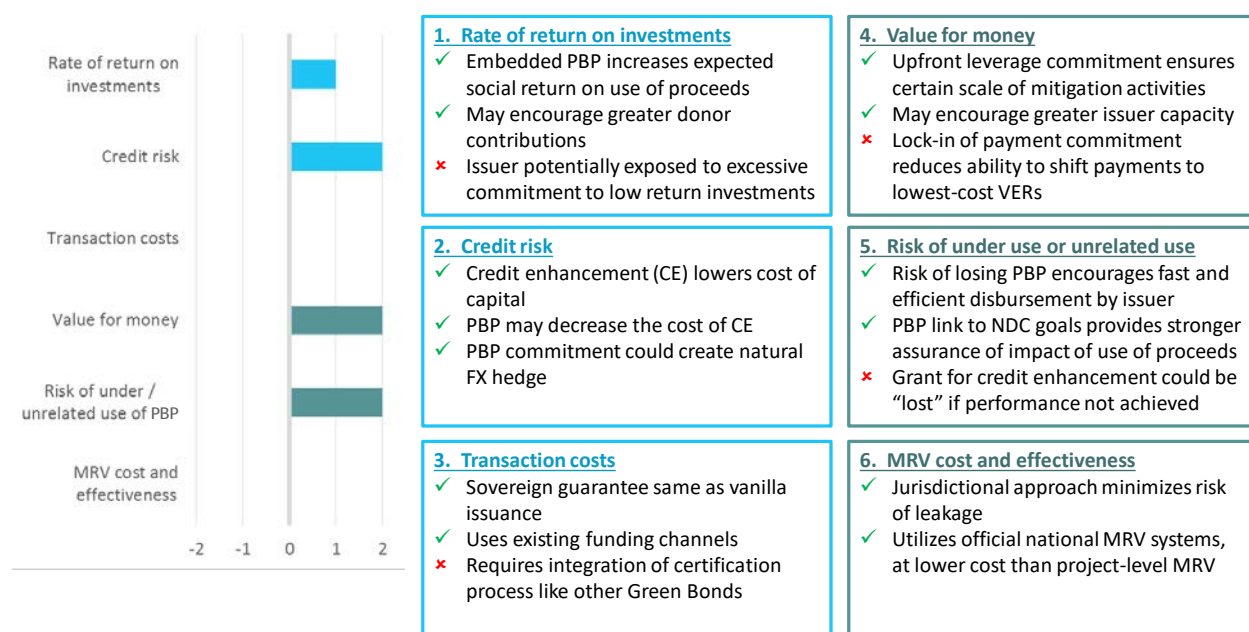 Rate of return on
investments
Credit risk
Transaction costs
Value for money
Risk of under /
unrelated use of PBP
MRV cost and
effectiveness
-2 -1 0 1 2
1. Rate of return on investments
✓ Embedded PBP increases expected
social return on use of proceeds
✓ May encourage greater donor
contributions
✗ Issuer potentially exposed to excessive
commitment to low return investments
2. Credit risk
✓ Credit enhancement (CE) lowers cost of
capital
✓ PBP may decrease the cost of CE
✓ PBP commitment could create natural
FX hedge
3. Transaction costs
✓ Sovereign guarantee same as vanilla
issuance
✓ Uses existing funding channels
✗ Requires integration of certification
process like other Green Bonds
4. Value for money
✓ Upfront leverage commitment ensures
certain scale of mitigation activities
✓ May encourage greater issuer capacity
✗ Lock-in of payment commitment
reduces ability to shift payments to
lowest-cost VERs
5. Risk of under use or unrelated use
✓ Risk of losing PBP encourages fast and
efficient disbursement by issuer
✓ PBP link to NDC goals provides stronger
assurance of impact of use of proceeds
✗ Grant for credit enhancement could be
“lost” if performance not achieved
6. MRV cost and effectiveness
✓ Jurisdictional approach minimizes risk
of leakage
✓ Utilizes official national MRV systems,
at lower cost than project-level MRV